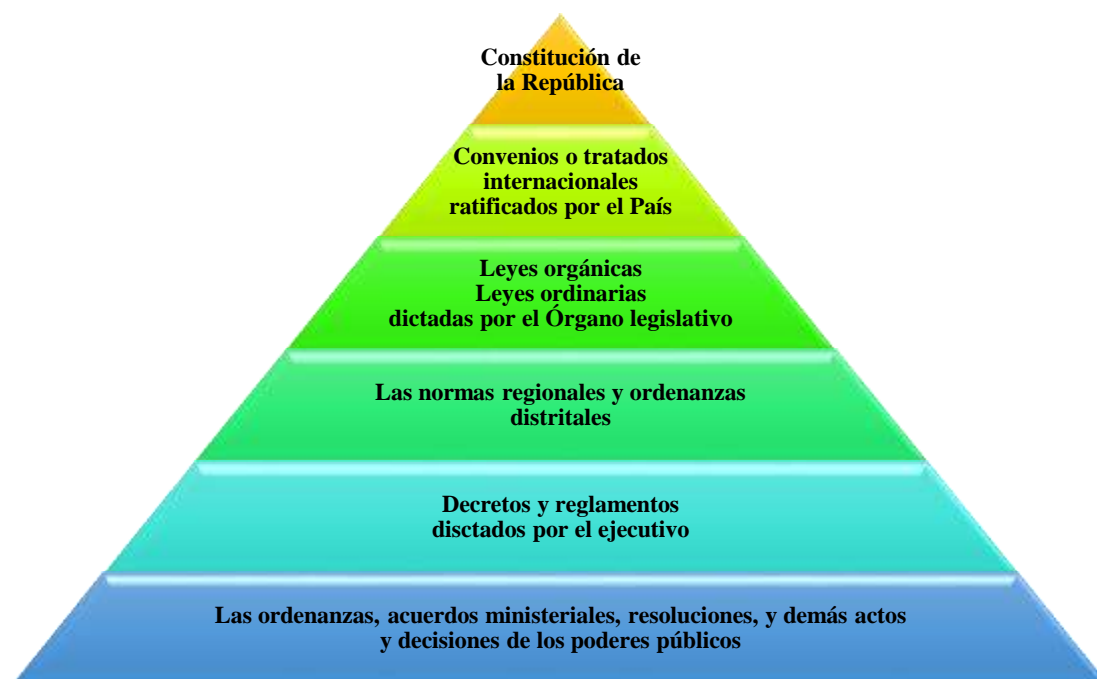 Constitución de
la República
Convenios o tratados
internacionales
ratificados por el País
Leyes orgánicas
Leyes ordinarias
dictadas por el Órgano legislativo
Las normas regionales y ordenanzas
distritales
Decretos y reglamentos
disctados por el ejecutivo
Las ordenanzas, acuerdos ministeriales, resoluciones, y demás actos
y decisiones de los poderes públicos